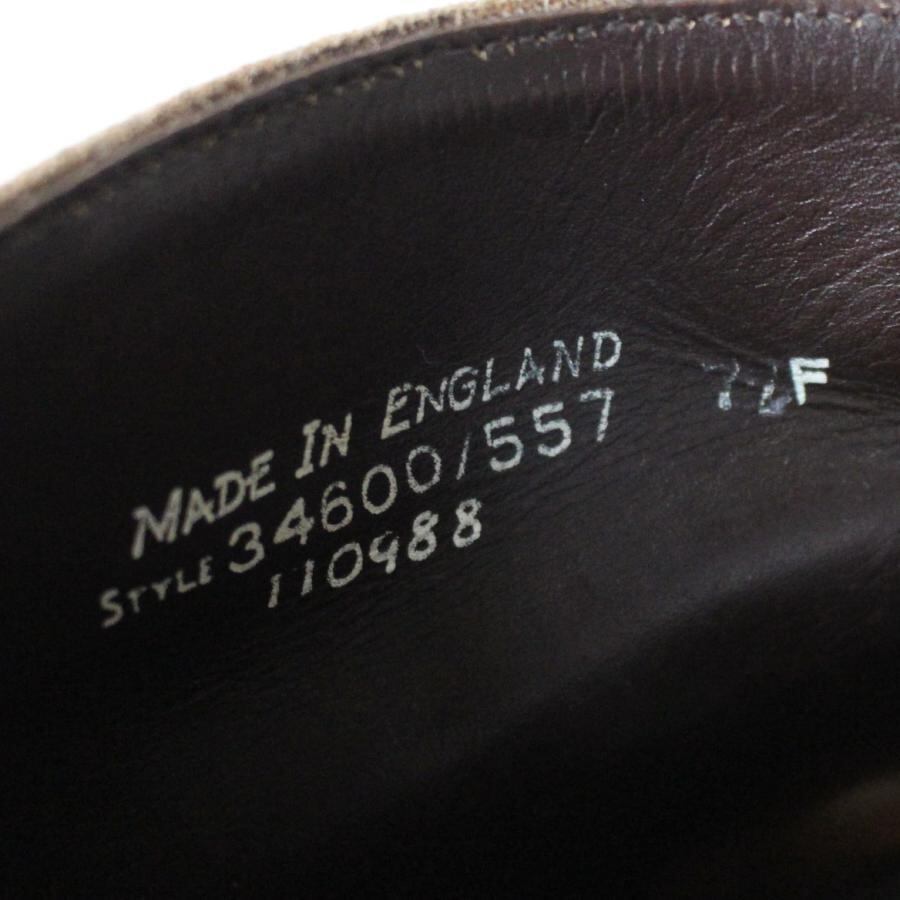 MADE IN ENGLAND
STYLE 34600/557
110988
F